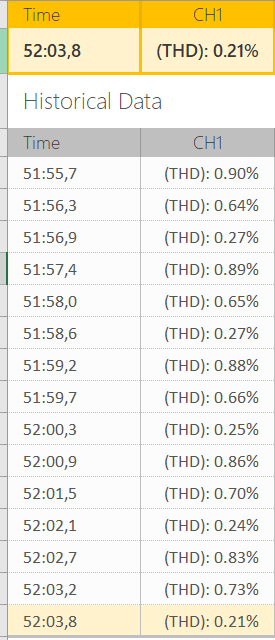 Time CH1
52:03,8 (THD): 0.21%
Historical Data
Time CH1
51:55,7 (THD): 0.90%
51:56,3 (THD): 0.64%
51:56,9 (THD): 0.27%
51:57,4 (THD): 0.89%
51:58,0 (THD): 0.65%
51:58,6 (THD): 0.27%
51:59,2 (THD): 0.88%
51:59,7 (THD): 0.66%
52:00,3 (THD): 0.25%
52:00,9 (THD): 0.86%
52:01,5 (THD): 0.70%
52:02,1 (THD): 0.24%
52:02,7 (THD): 0.83%
52:03,2 (THD): 0.73%
52:03,8 (THD): 0.21%